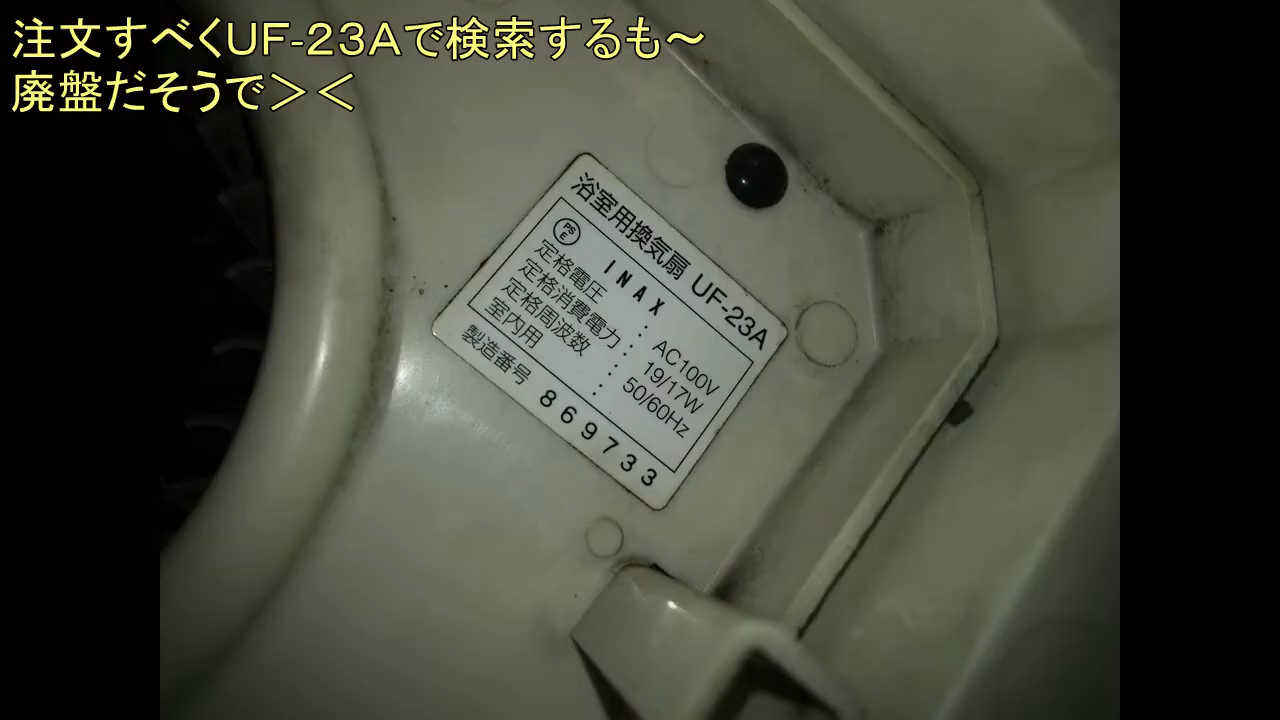 注文すべくUF-23Aで検索するも～
廃盤だそうで＞＜
浴室用換気扇 UF-23A
PS
E
INAX
定格電圧 : AC100V
定格消費電力 : 19/17W
定格周波数 : 50/60Hz
室内用
製造番号 869733